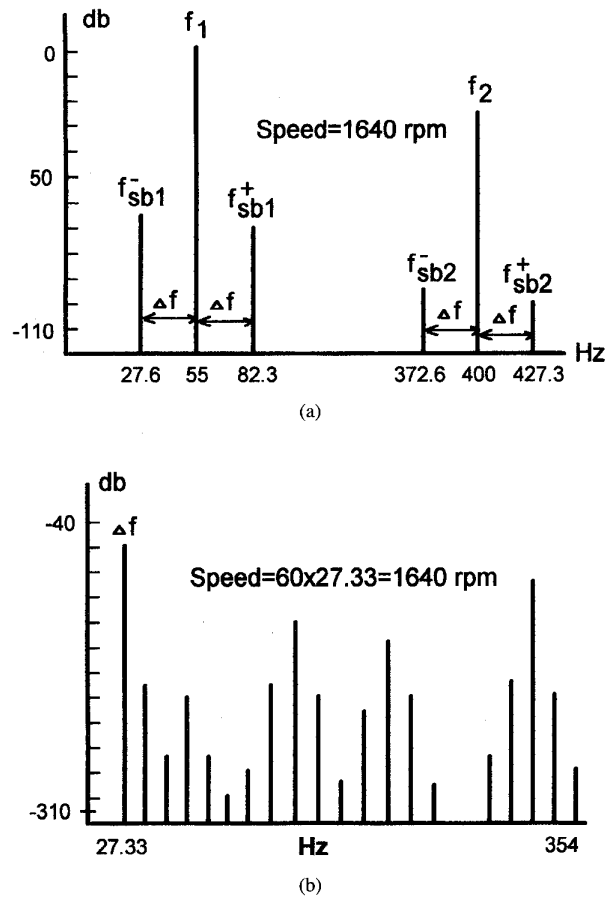 db
f1
0
f2
Speed=1640 rpm
50
f-sb1
f+sb1
f-sb2
f+sb2
Δf Δf
Δf Δf
-110
Hz
27.6 55 82.3 372.6 400 427.3
(a)
db
-40
Δf
Speed=60x27.33=1640 rpm
-310
27.33 Hz 354
(b)